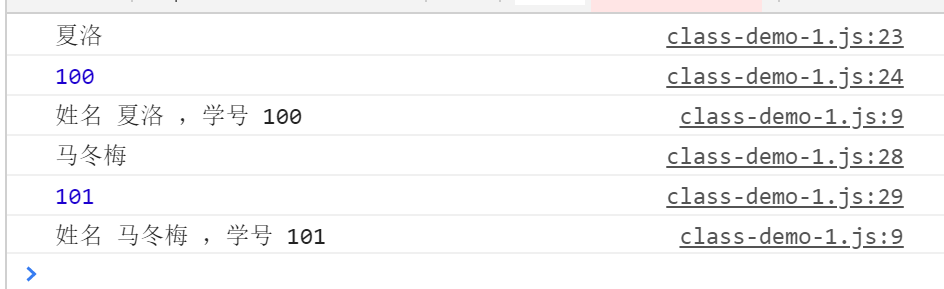 夏洛 class-demo-1.js:23
100 class-demo-1.js:24
姓名 夏洛 ，学号 100 class-demo-1.js:9
马冬梅 class-demo-1.js:28
101 class-demo-1.js:29
姓名 马冬梅 ，学号 101 class-demo-1.js:9